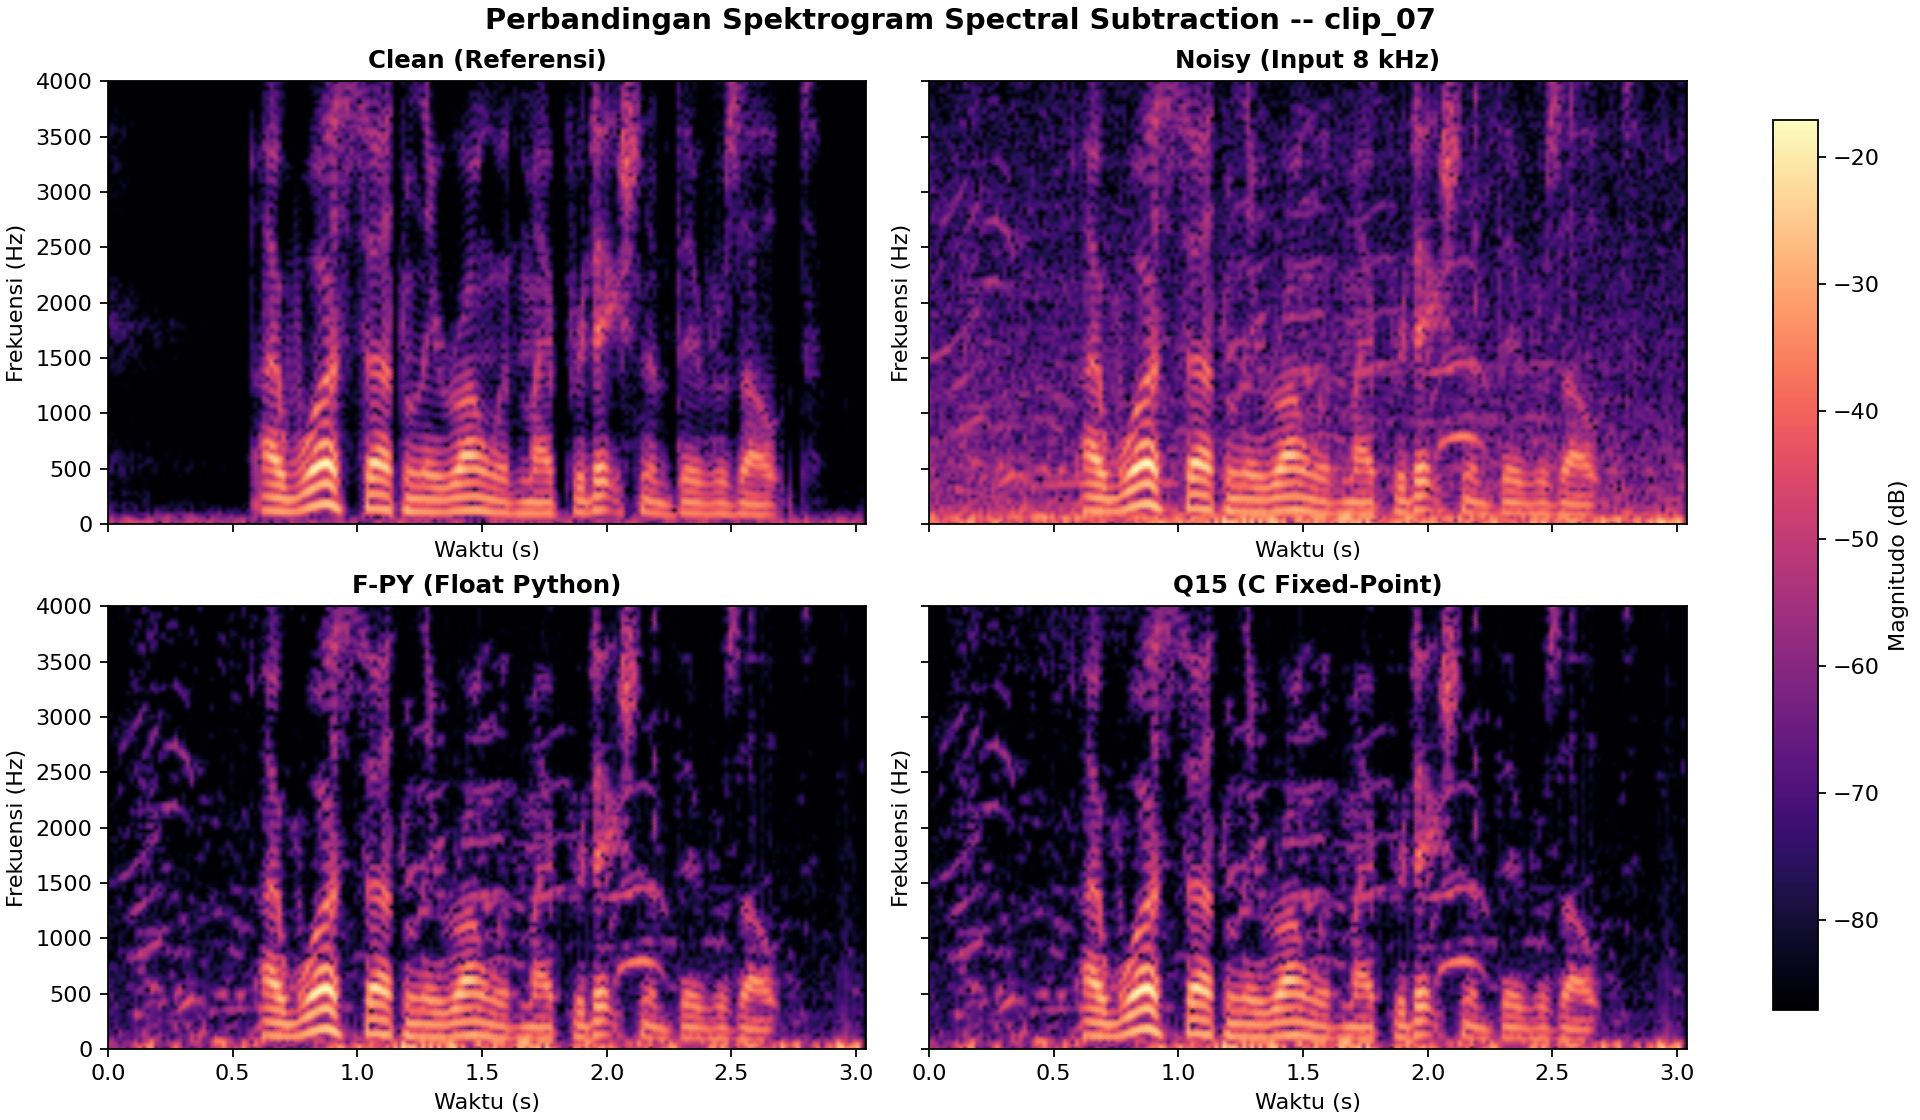 Perbandingan Spektrogram Spectral Subtraction -- clip_07
Clean (Referensi)
4000
3500
3000
2500
2000
1500
1000
500
0
Frekuensi (Hz)
Waktu (s)
Noisy (Input 8 kHz)
Frekuensi (Hz)
Waktu (s)
F-PY (Float Python)
4000
3500
3000
2500
2000
1500
1000
500
0
Frekuensi (Hz)
0.0 0.5 1.0 1.5 2.0 2.5 3.0
Waktu (s)
Q15 (C Fixed-Point)
Frekuensi (Hz)
0.0 0.5 1.0 1.5 2.0 2.5 3.0
Waktu (s)
−20
−30
−40
−50
−60
−70
−80
Magnitudo (dB)